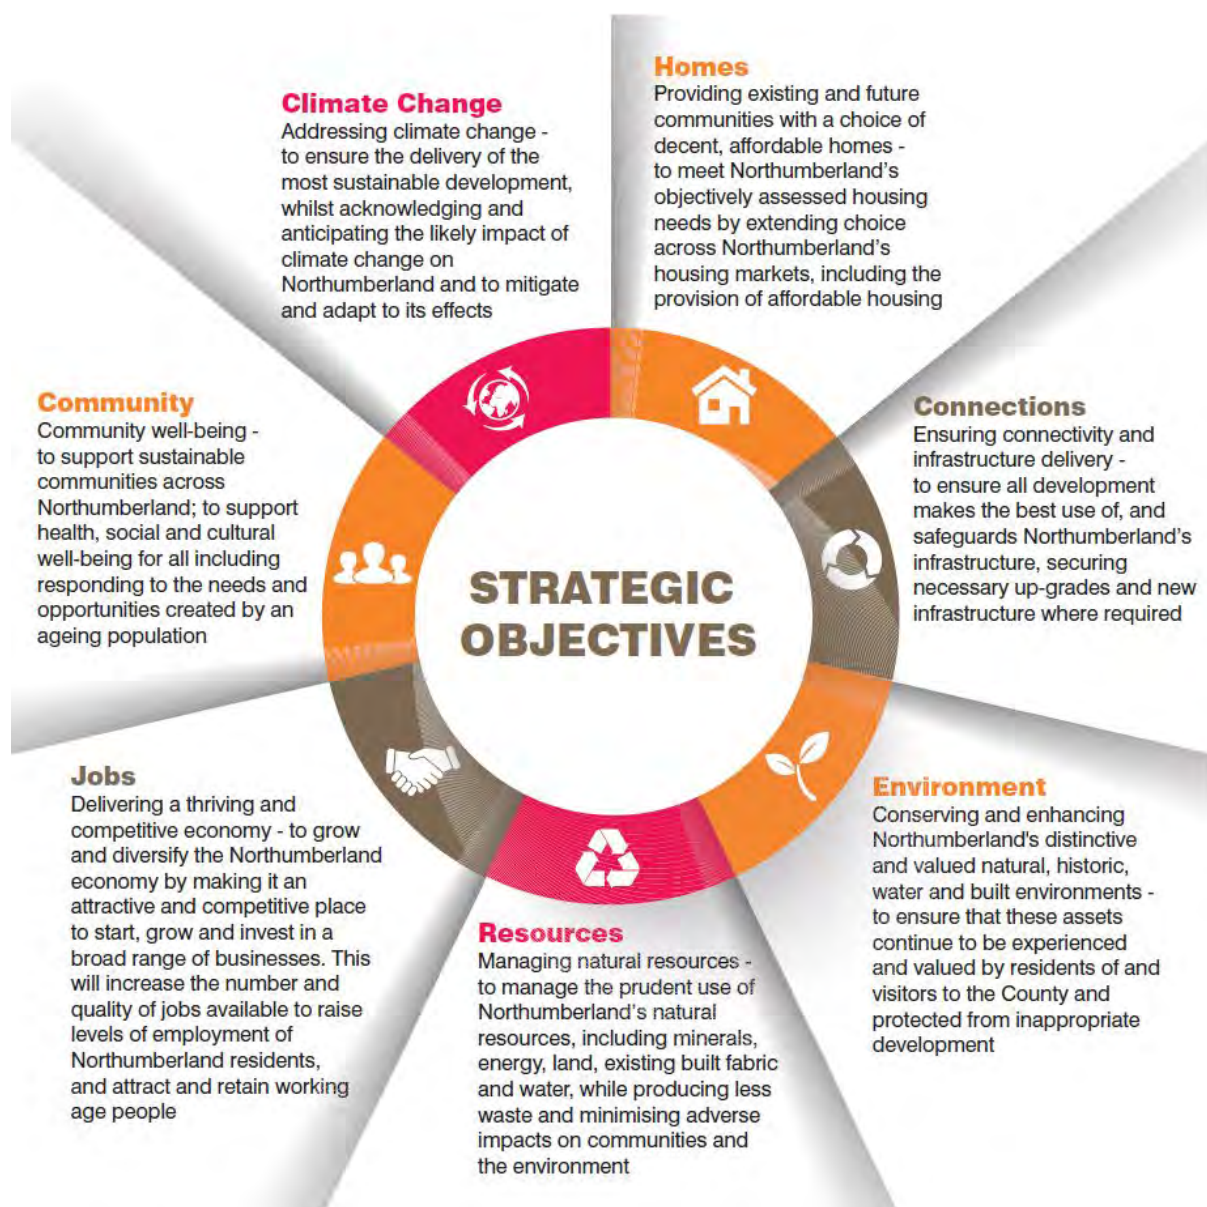 Homes
Providing existing and future
communities with a choice of
decent, affordable homes -
to meet Northumberland's
objectively assessed housing
needs by extending choice
across Northumberland's
housing markets, including the
provision of affordable housing
Climate Change
Addressing climate change -
to ensure the delivery of the
most sustainable development,
whilst acknowledging and
anticipating the likely impact of
climate change on
Northumberland and to mitigate
and adapt to its effects
Community
Community well-being -
to support sustainable
communities across
Northumberland; to support
health, social and cultural
well-being for all including
responding to the needs and
opportunities created by an
ageing population
Connections
Ensuring connectivity and
infrastructure delivery -
to ensure all development
makes the best use of, and
safeguards Northumberland's
infrastructure, securing
necessary up-grades and new
infrastructure where required
STRATEGIC
OBJECTIVES
Jobs
Delivering a thriving and
competitive economy - to grow
and diversify the Northumberland
economy by making it an
attractive and competitive place
to start, grow and invest in a
broad range of businesses. This
will increase the number and
quality of jobs available to raise
levels of employment of
Northumberland residents,
and attract and retain working
age people
Environment
Conserving and enhancing
Northumberland's distinctive
and valued natural, historic,
water and built environments -
to ensure that these assets
continue to be experienced
and valued by residents of and
visitors to the County and
protected from inappropriate
development
Resources
Managing natural resources -
to manage the prudent use of
Northumberland's natural
resources, including minerals,
energy, land, existing built fabric
and water, while producing less
waste and minimising adverse
impacts on communities and
the environment